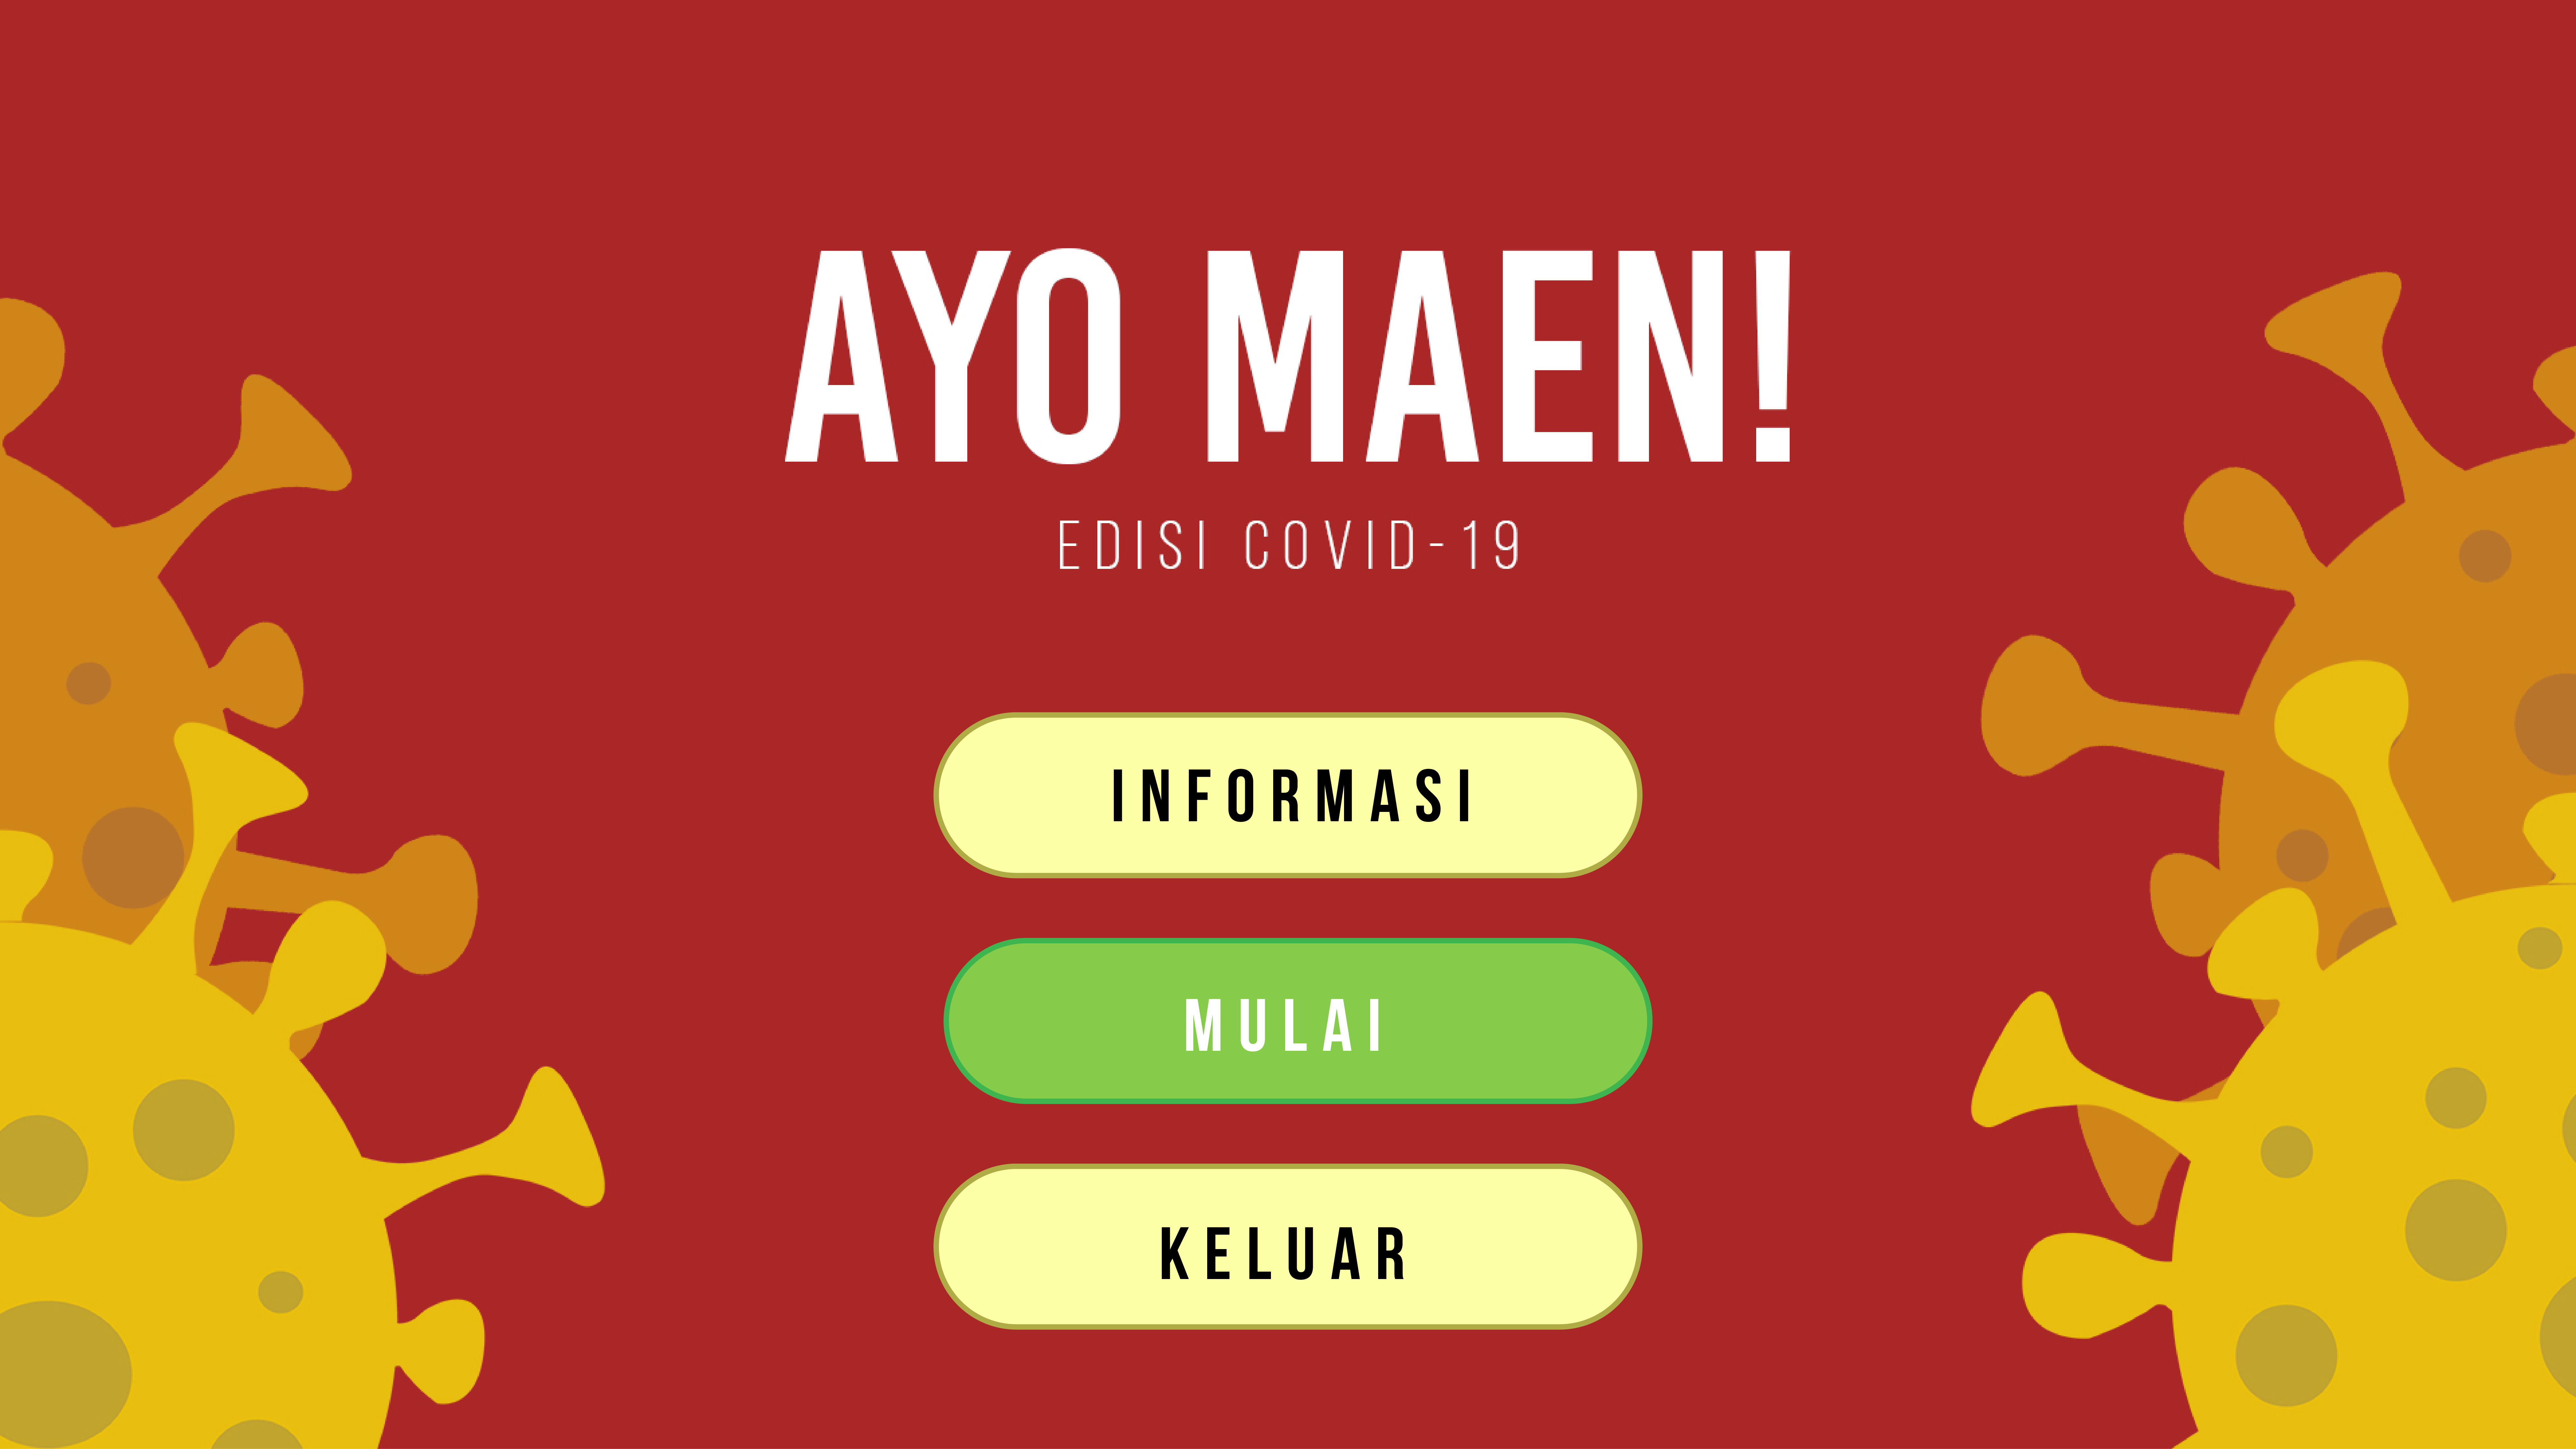 AYO MAEN!
EDISI COVID-19
INFORMASI
MULAI
KELUAR